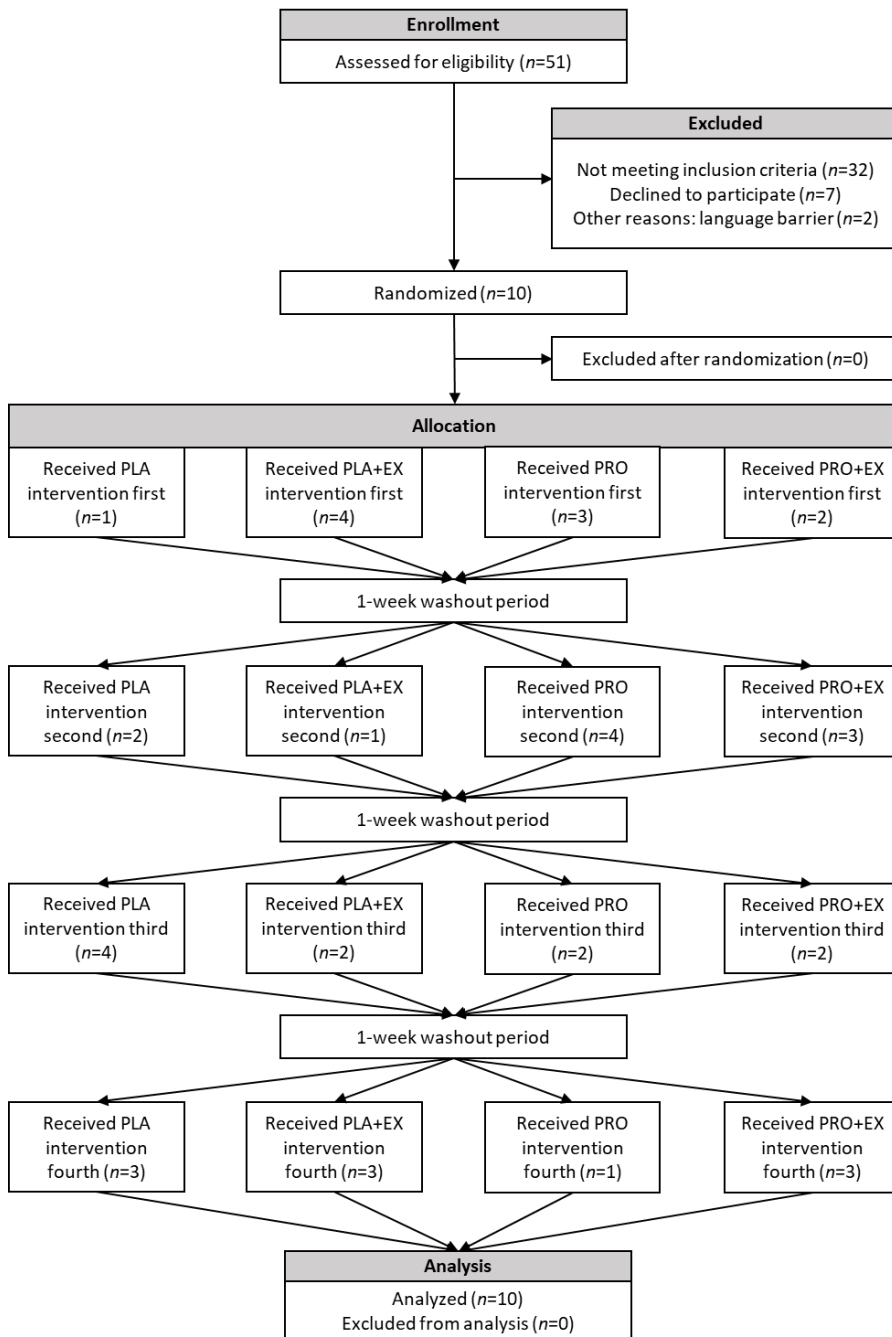 Enrollment
Assessed for eligibility (n=51)
Excluded
Not meeting inclusion criteria (n=32)
Declined to participate (n=7)
Other reasons: language barrier (n=2)
Randomized (n=10)
Excluded after randomization (n=0)
Allocation
Received PLA
intervention first
(n=1)
Received PLA+EX
intervention first
(n=4)
Received PRO
intervention first
(n=3)
Received PRO+EX
intervention first
(n=2)
1-week washout period
Received PLA
intervention
second (n=2)
Received PLA+EX
intervention
second (n=1)
Received PRO
intervention
second (n=4)
Received PRO+EX
intervention
second (n=3)
1-week washout period
Received PLA
intervention third
(n=4)
Received PLA+EX
intervention third
(n=2)
Received PRO
intervention third
(n=2)
Received PRO+EX
intervention third
(n=2)
1-week washout period
Received PLA
intervention
fourth (n=3)
Received PLA+EX
intervention
fourth (n=3)
Received PRO
intervention
fourth (n=1)
Received PRO+EX
intervention
fourth (n=3)
Analysis
Analyzed (n=10)
Excluded from analysis (n=0)